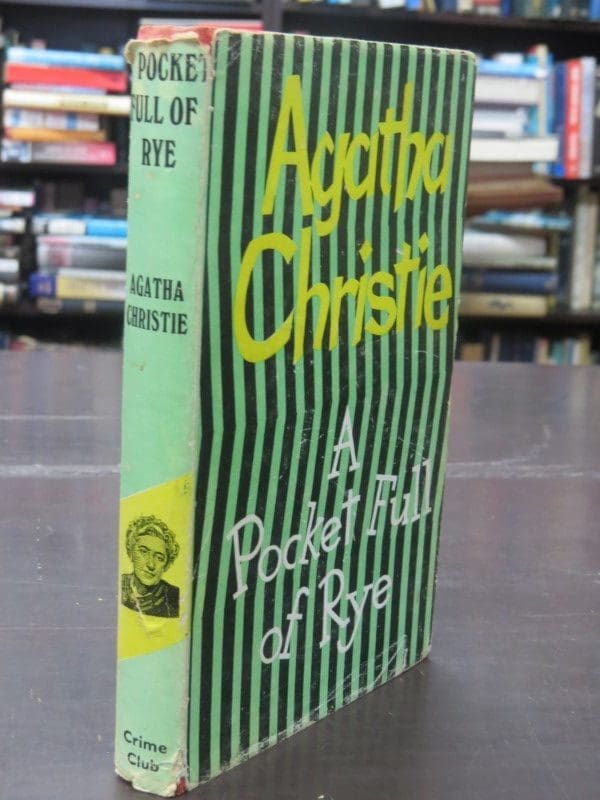 A POCKET
FULL OF
RYE
AGATHA
CHRISTIE
Crime
Club
Agatha
Christie
A
Pocket Full
of Rye